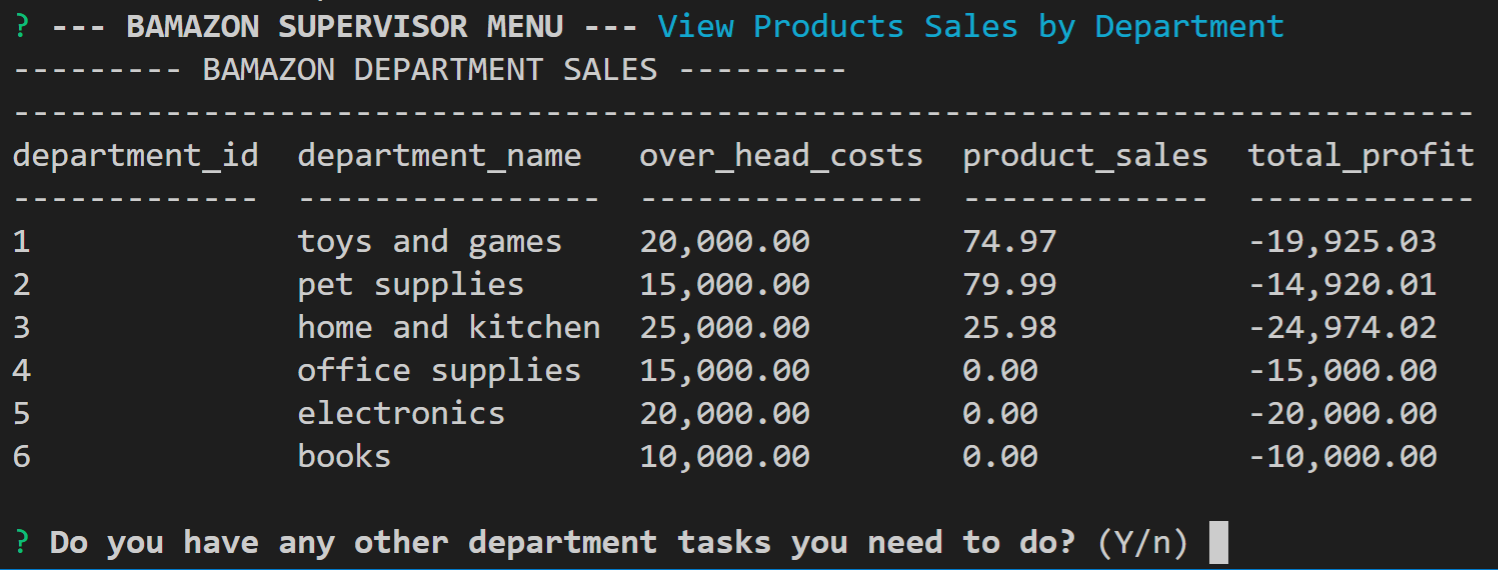 ? --- BAMAZON SUPERVISOR MENU --- View Products Sales by Department
--------- BAMAZON DEPARTMENT SALES ---------
-----------------------------------------------------------------------------
department_id  department_name   over_head_costs  product_sales  total_profit
-------------  ----------------  ---------------  -------------  ------------
1              toys and games    20,000.00        74.97          -19,925.03
2              pet supplies      15,000.00        79.99          -14,920.01
3              home and kitchen  25,000.00        25.98          -24,974.02
4              office supplies   15,000.00        0.00           -15,000.00
5              electronics       20,000.00        0.00           -20,000.00
6              books             10,000.00        0.00           -10,000.00
? Do you have any other department tasks you need to do? (Y/n)